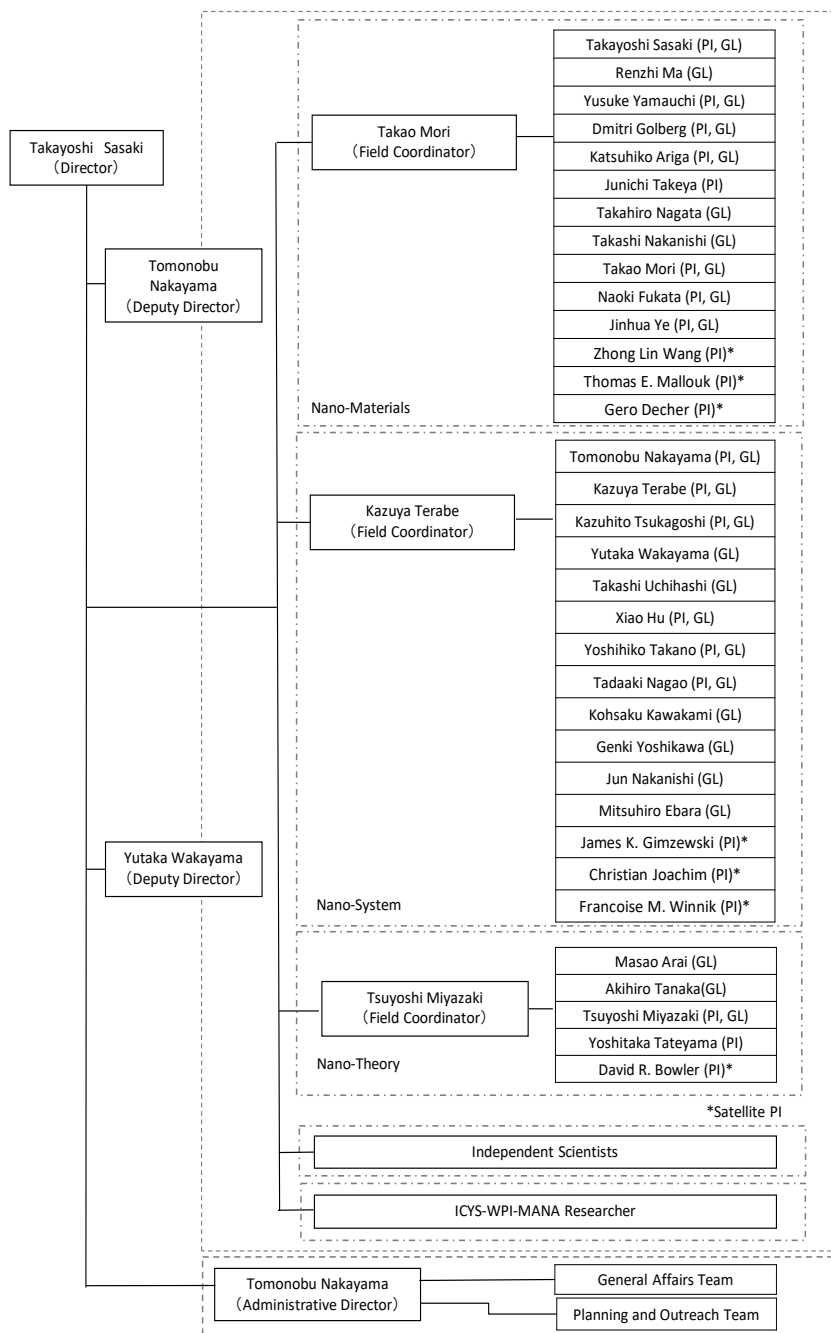 Takayoshi Sasaki
（Director）
Tomonobu
Nakayama
（Deputy Director）
Takao Mori
（Field Coordinator）
Takayoshi Sasaki (PI, GL)
Renzhi Ma (GL)
Yusuke Yamauchi (PI, GL)
Dmitri Golberg (PI, GL)
Katsuhiko Ariga (PI, GL)
Junichi Takeya (PI)
Takahiro Nagata (GL)
Takashi Nakanishi (GL)
Takao Mori (PI, GL)
Naoki Fukata (PI, GL)
Jinhua Ye (PI, GL)
Zhong Lin Wang (PI)*
Thomas E. Mallouk (PI)*
Gero Decher (PI)*
Nano-Materials
Kazuya Terabe
（Field Coordinator）
Tomonobu Nakayama (PI, GL)
Kazuya Terabe (PI, GL)
Kazuhito Tsukagoshi (PI, GL)
Yutaka Wakayama (GL)
Takashi Uchihashi (GL)
Xiao Hu (PI, GL)
Yoshihiko Takano (PI, GL)
Tadaaki Nagao (PI, GL)
Kohsaku Kawakami (GL)
Genki Yoshikawa (GL)
Jun Nakanishi (GL)
Mitsuhiro Ebara (GL)
James K. Gimzewski (PI)*
Christian Joachim (PI)*
Francoise M. Winnik (PI)*
Nano-System
Yutaka Wakayama
（Deputy Director）
Tsuyoshi Miyazaki
（Field Coordinator）
Masao Arai (GL)
Akihiro Tanaka(GL)
Tsuyoshi Miyazaki (PI, GL)
Yoshitaka Tateyama (PI)
David R. Bowler (PI)*
Nano-Theory
*Satellite PI
Independent Scientists
ICYS-WPI-MANA Researcher
Tomonobu Nakayama
（Administrative Director）
General Affairs Team
Planning and Outreach Team